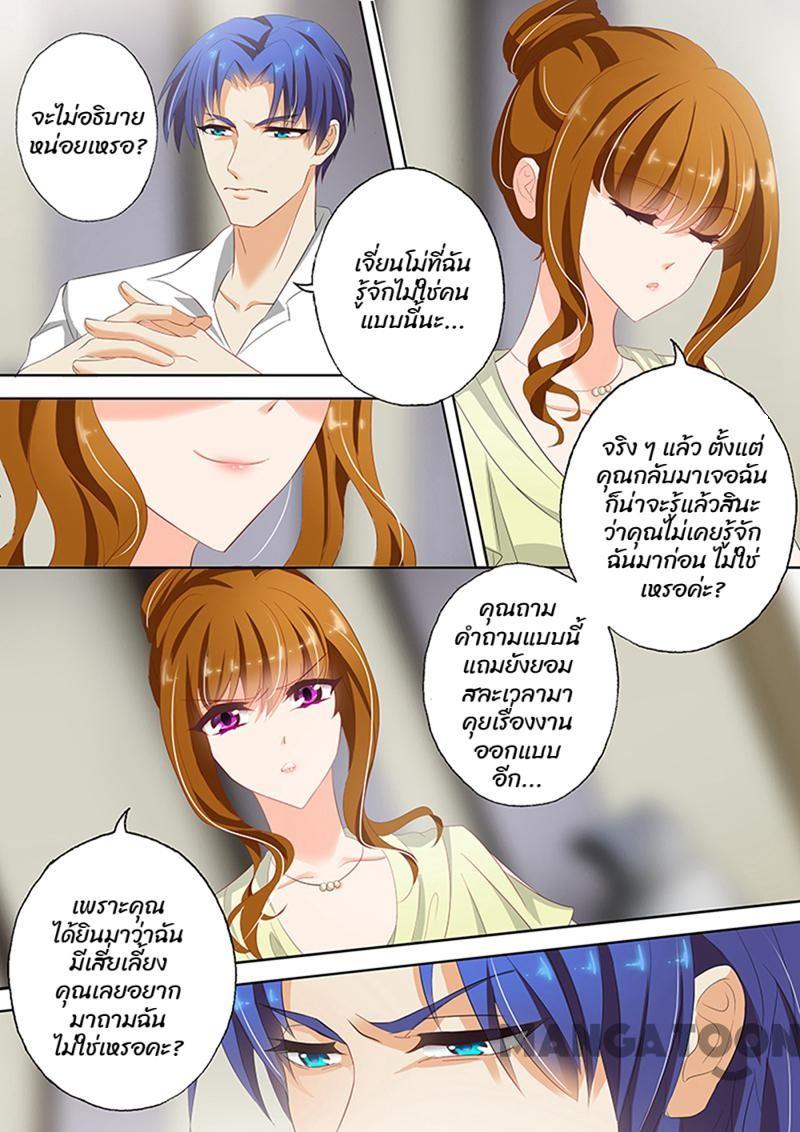 จะไม่อธิบาย
หน่อยเหรอ?
เจี่ยนโม่ที่ฉัน
รู้จักไม่ใช่คน
แบบนี้นะ...
จริง ๆ แล้ว ตั้งแต่
คุณกลับมาเจอฉัน
ก็น่าจะรู้แล้วสินะ
ว่าคุณไม่เคยรู้จัก
ฉันมาก่อน ไม่ใช่
เหรอค่ะ?
คุณถาม
คำถามแบบนี้
แถมยังยอม
สละเวลามา
คุยเรื่องงาน
ออกแบบ
อีก...
เพราะคุณ
ได้ยินมาว่าฉัน
มีเสี่ยเลี้ยง
คุณเลยอยาก
มาถามฉัน
ไม่ใช่เหรอคะ?
MANGATOON